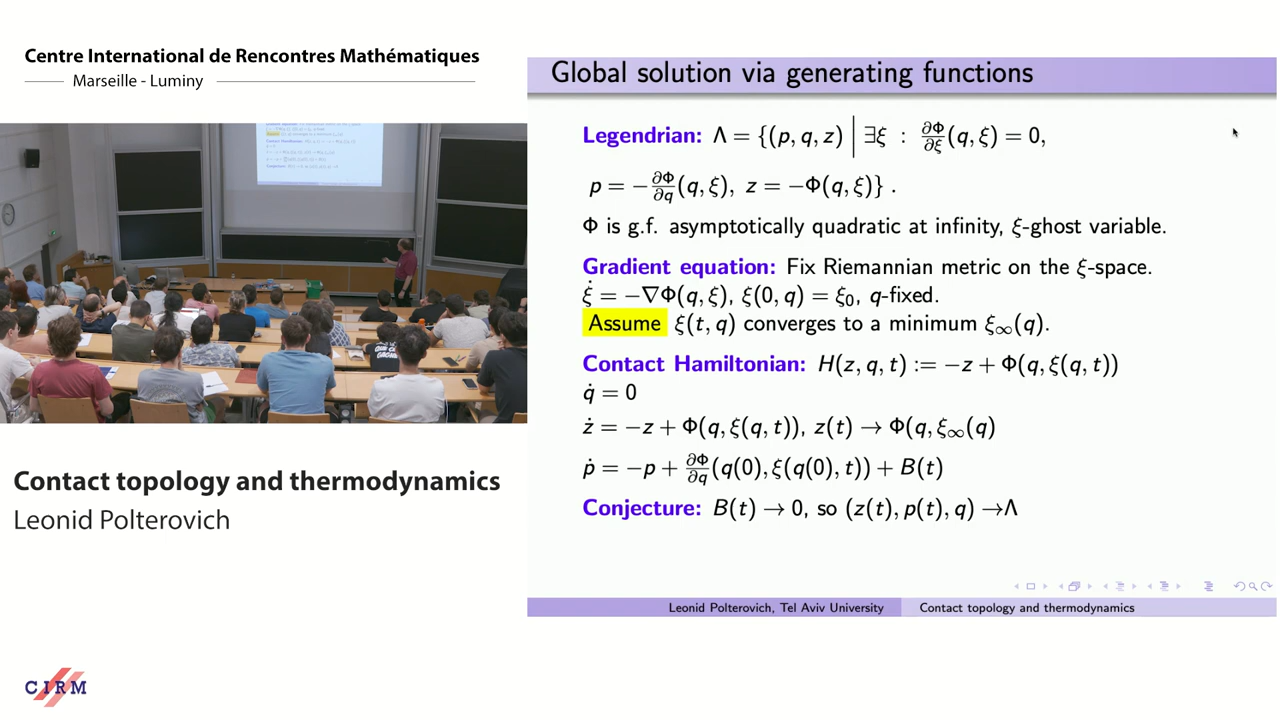 Centre International de Rencontres Mathématiques
Marseille - Luminy
Contact topology and thermodynamics
Leonid Polterovich
CIRM
Global solution via generating functions
Legendrian: Λ = {(p, q, z) | ∃ξ : ∂Φ/∂ξ(q, ξ) = 0,
p = −∂Φ/∂q(q, ξ), z = −Φ(q, ξ)} .
Φ is g.f. asymptotically quadratic at infinity, ξ-ghost variable.
Gradient equation: Fix Riemannian metric on the ξ-space.
ξ̇ = −∇Φ(q, ξ), ξ(0, q) = ξ₀, q-fixed.
Assume ξ(t, q) converges to a minimum ξ∞(q).
Contact Hamiltonian: H(z, q, t) := −z + Φ(q, ξ(q, t))
q̇ = 0
ż = −z + Φ(q, ξ(q, t)), z(t) → Φ(q, ξ∞(q)
ṗ = −p + ∂Φ/∂q(q(0), ξ(q(0), t)) + B(t)
Conjecture: B(t) → 0, so (z(t), p(t), q) →Λ
Leonid Polterovich, Tel Aviv University
Contact topology and thermodynamics